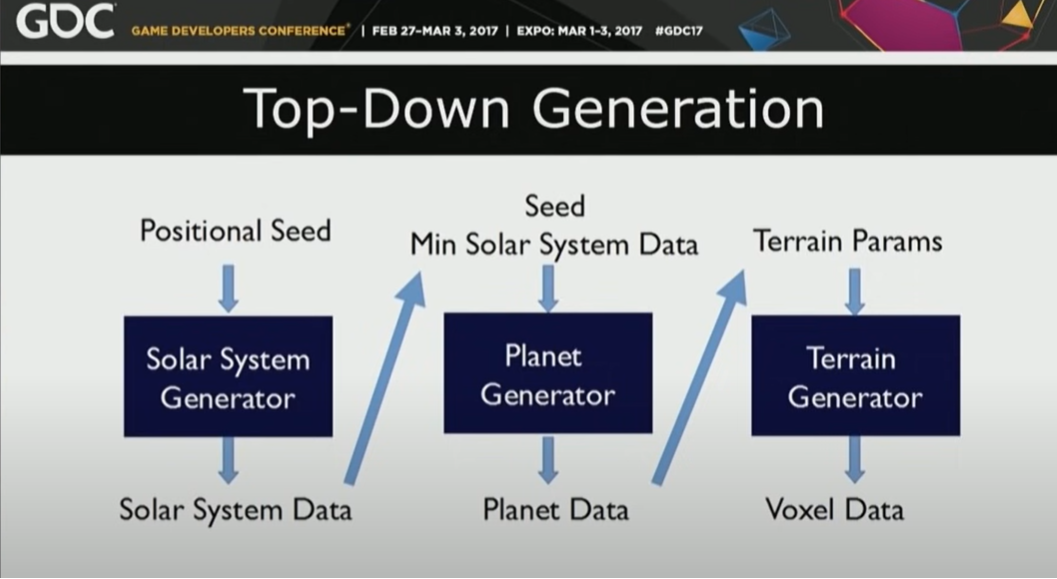 GDC GAME DEVELOPERS CONFERENCE® | FEB 27–MAR 3, 2017 | EXPO: MAR 1–3, 2017 #GDC17
Top-Down Generation
Positional Seed
Solar System
Generator
Solar System Data
Seed
Min Solar System Data
Planet
Generator
Planet Data
Terrain Params
Terrain
Generator
Voxel Data